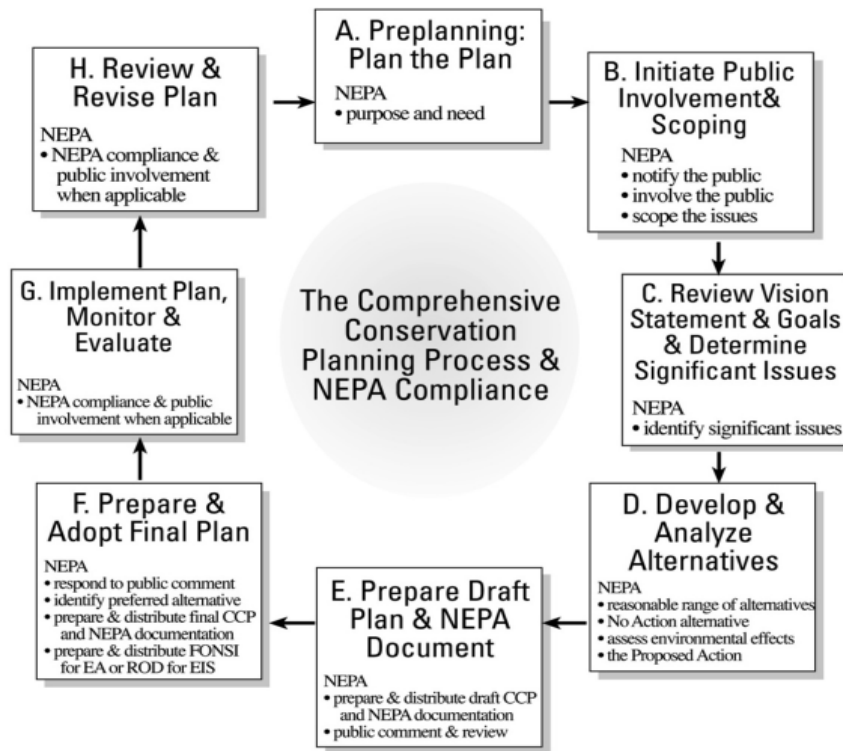 A. Preplanning:
Plan the Plan
NEPA
• purpose and need
B. Initiate Public
Involvement&
Scoping
NEPA
• notify the public
• involve the public
• scope the issues
C. Review Vision
Statement & Goals
& Determine
Significant Issues
NEPA
• identify significant issues
D. Develop &
Analyze
Alternatives
NEPA
• reasonable range of alternatives
• No Action alternative
• assess environmental effects
• the Proposed Action
E. Prepare Draft
Plan & NEPA
Document
NEPA
• prepare & distribute draft CCP
and NEPA documentation
• public comment & review
F. Prepare &
Adopt Final Plan
NEPA
• respond to public comment
• identify preferred alternative
• prepare & distribute final CCP
and NEPA documentation
• prepare & distribute FONSI
for EA or ROD for EIS
G. Implement Plan,
Monitor &
Evaluate
NEPA
• NEPA compliance & public
involvement when applicable
H. Review &
Revise Plan
NEPA
• NEPA compliance &
public involvement
when applicable
The Comprehensive
Conservation
Planning Process &
NEPA Compliance